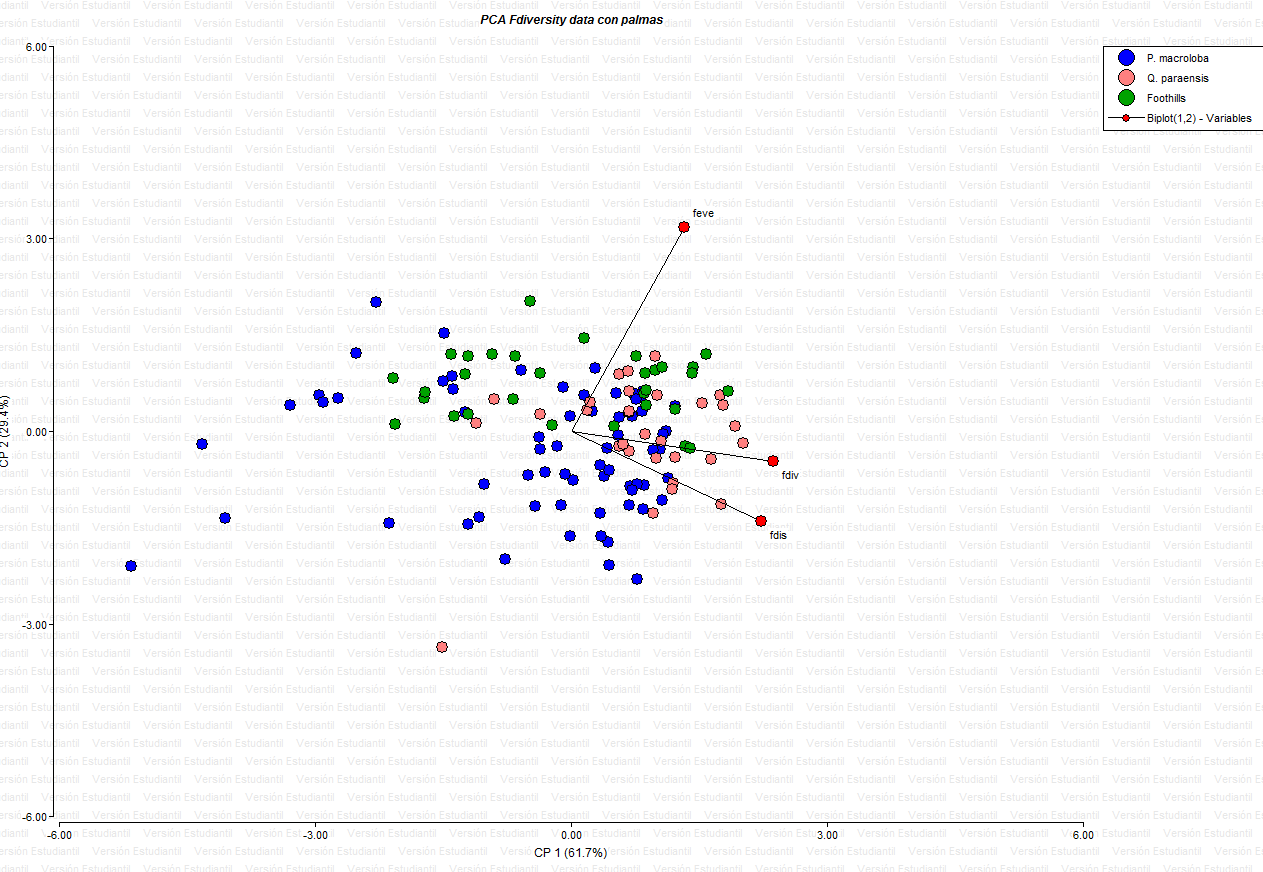 PCA Fdiversity data con palmas
P. macroloba
Q. paraensis
Foothills
Biplot(1,2) - Variables
6.00
3.00
0.00
-3.00
-6.00
CP 2 (29.4%)
feve
fdiv
fdis
-6.00
-3.00
0.00
3.00
6.00
CP 1 (61.7%)
Versión Estudiantil